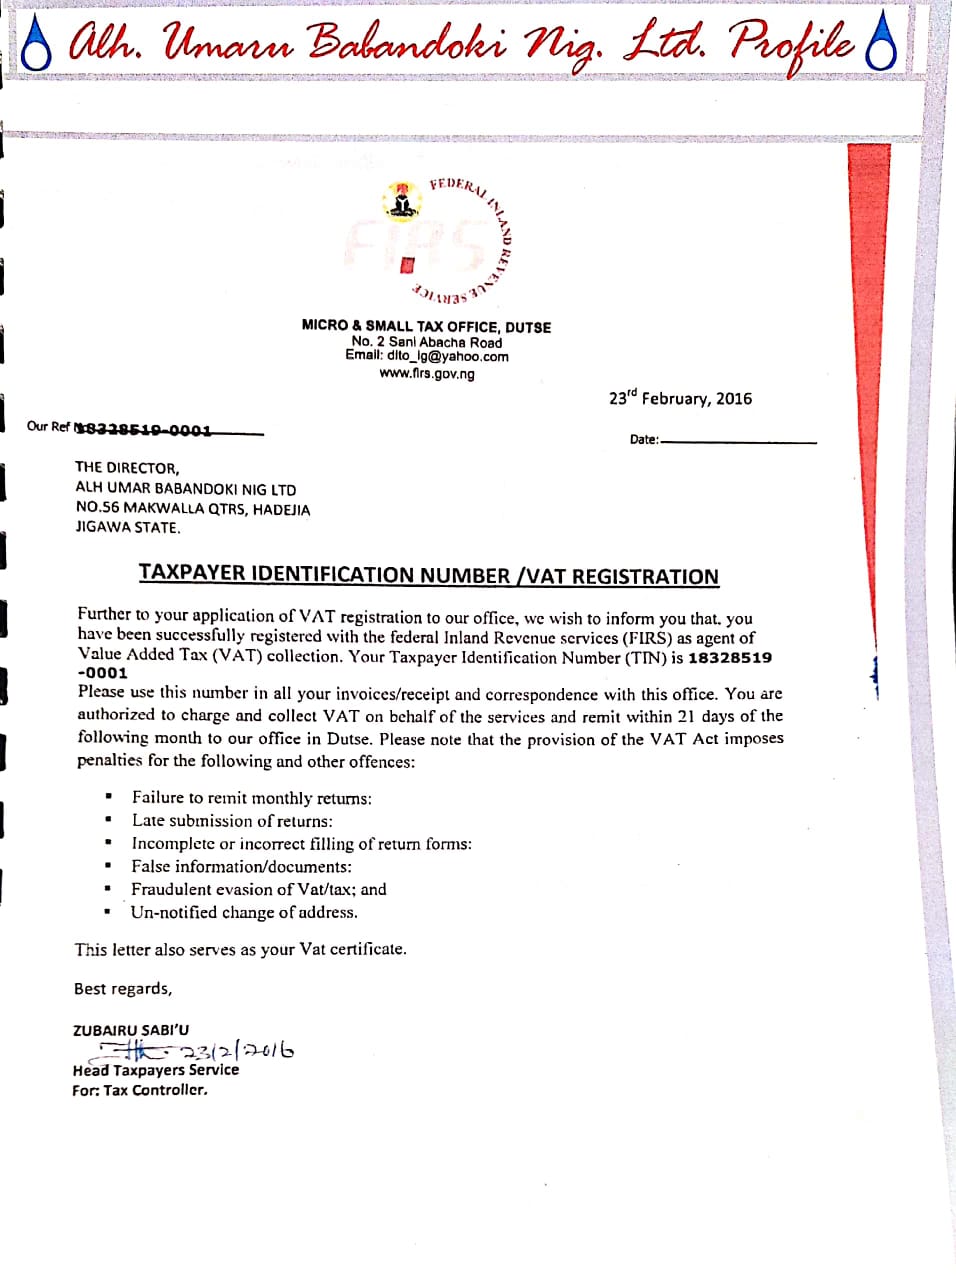 Alh. Umaru Babandoki Nig. Ltd. Profile
FEDERAL INLAND REVENUE SERVICE
FIRS
MICRO & SMALL TAX OFFICE, DUTSE
No. 2 Sani Abacha Road
Email: dlto_ig@yahoo.com
www.firs.gov.ng
23rd February, 2016
Our Ref 18328519-0001
Date:
THE DIRECTOR,
ALH UMAR BABANDOKI NIG LTD
NO.56 MAKWALLA QTRS, HADEJIA
JIGAWA STATE.
TAXPAYER IDENTIFICATION NUMBER /VAT REGISTRATION
Further to your application of VAT registration to our office, we wish to inform you that. you
have been successfully registered with the federal Inland Revenue services (FIRS) as agent of
Value Added Tax (VAT) collection. Your Taxpayer Identification Number (TIN) is 18328519
-0001
Please use this number in all your invoices/receipt and correspondence with this office. You are
authorized to charge and collect VAT on behalf of the services and remit within 21 days of the
following month to our office in Dutse. Please note that the provision of the VAT Act imposes
penalties for the following and other offences:
▪ Failure to remit monthly returns:
▪ Late submission of returns:
▪ Incomplete or incorrect filling of return forms:
▪ False information/documents:
▪ Fraudulent evasion of Vat/tax; and
▪ Un-notified change of address.
This letter also serves as your Vat certificate.
Best regards,
ZUBAIRU SABI'U
23/2/2016
Head Taxpayers Service
For: Tax Controller.